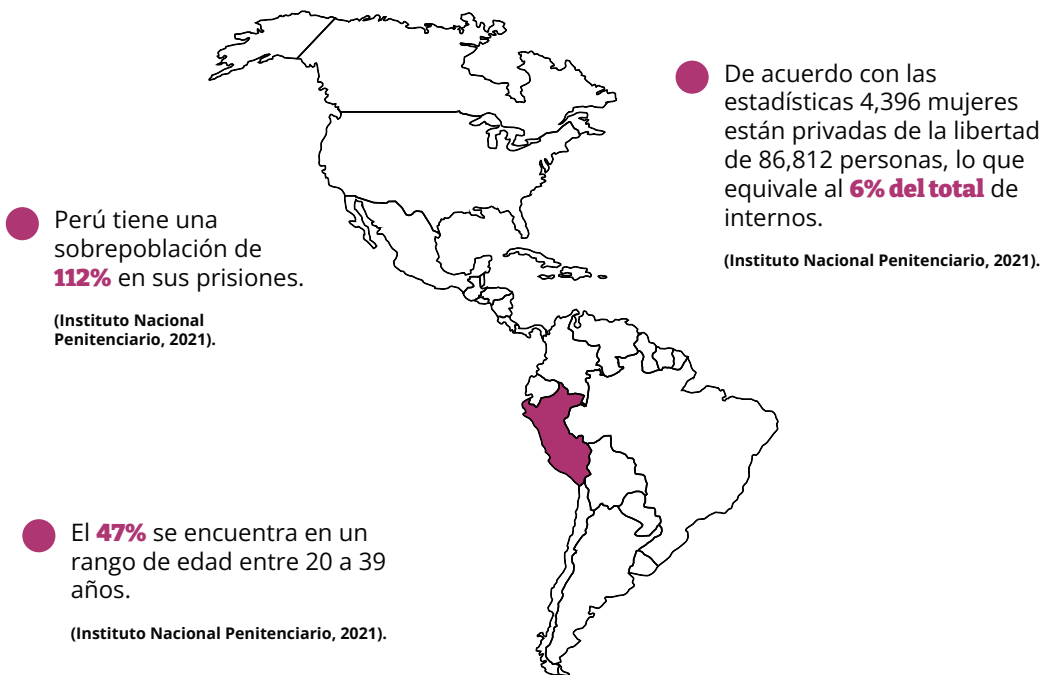 De acuerdo con las
estadísticas 4,396 mujeres
están privadas de la libertad
de 86,812 personas, lo que
equivale al 6% del total de
internos.
(Instituto Nacional Penitenciario, 2021).
Perú tiene una
sobrepoblación de
112% en sus prisiones.
(Instituto Nacional
Penitenciario, 2021).
El 47% se encuentra en un
rango de edad entre 20 a 39
años.
(Instituto Nacional Penitenciario, 2021).